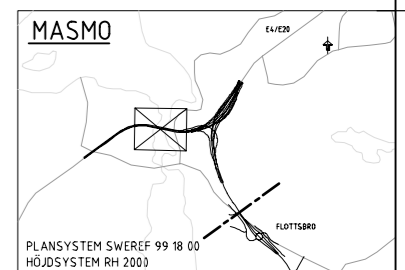 MASMO
E4/E20
FLOTTSBRO
PLANSYSTEM SWEREF 99 18 00
HÖJDSYSTEM RH 2000